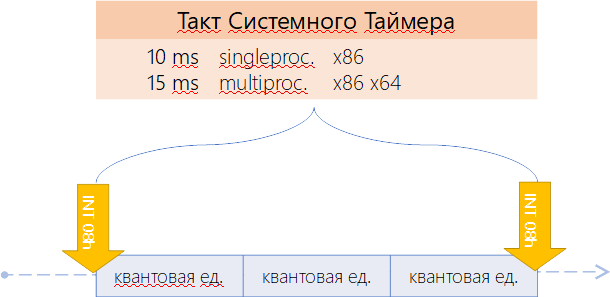 Такт Системного Таймера
10 ms singleproc. x86
15 ms multiproc. x86 x64
INT 08h
INT 08h
квантовая ед. квантовая ед. квантовая ед.